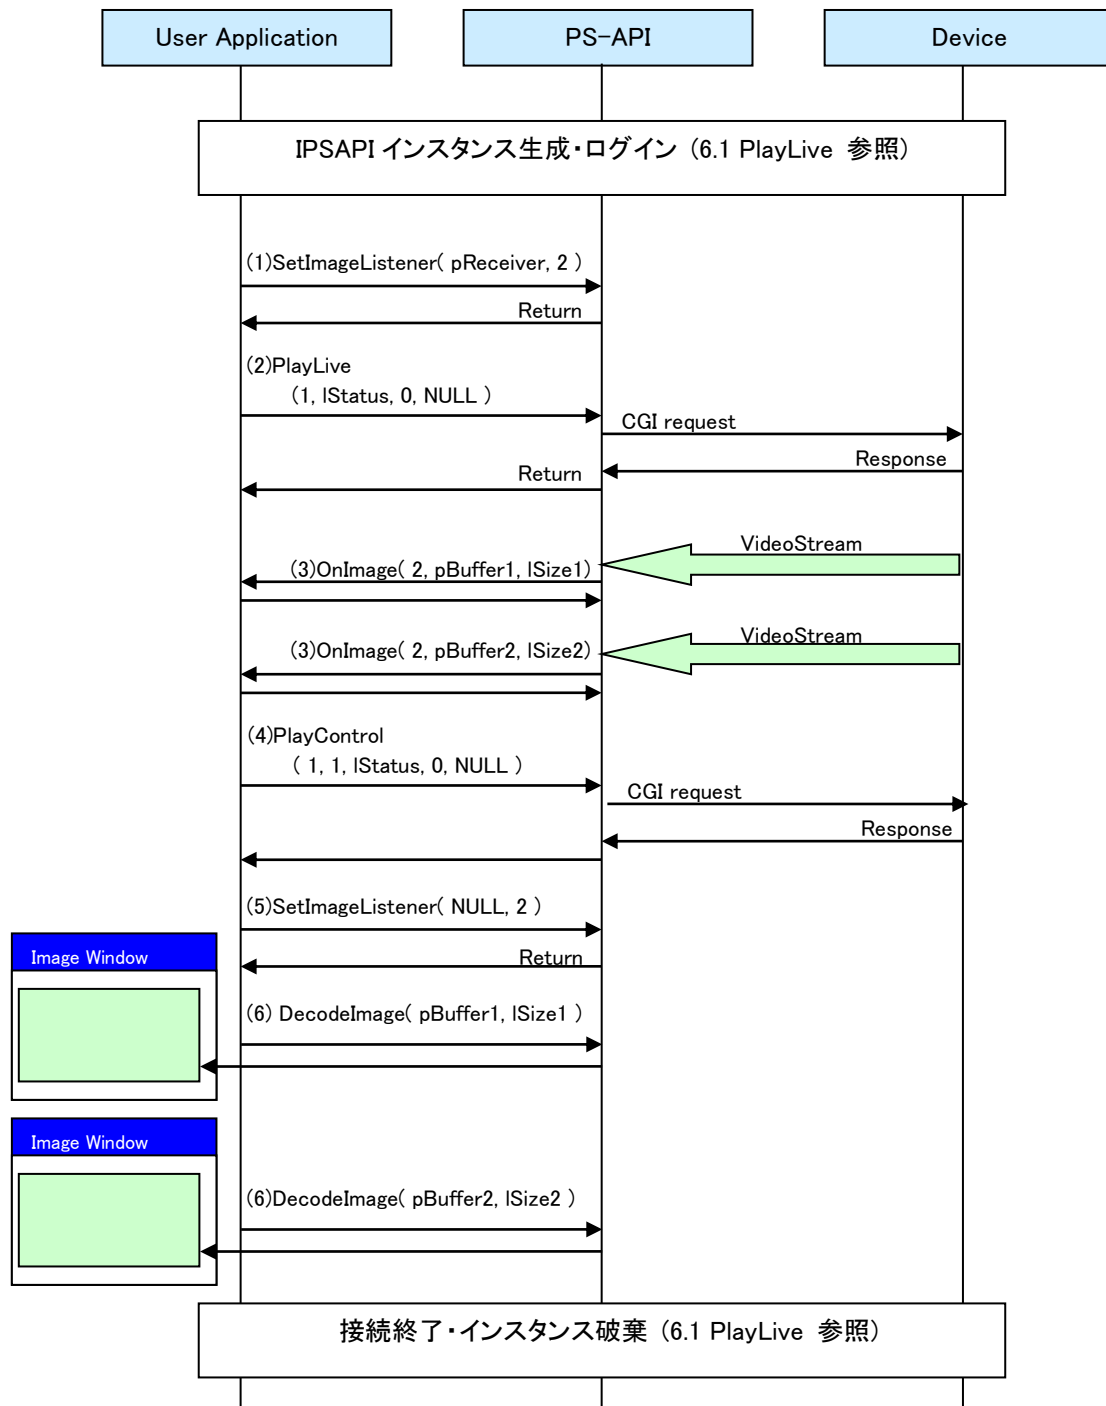 User Application
PS-API
Device
IPSAPI インスタンス生成・ログイン (6.1 PlayLive 参照)
(1)SetImageListener( pReceiver, 2 )
Return
(2)PlayLive
(1, lStatus, 0, NULL )
CGI request
Response
Return
VideoStream
(3)OnImage( 2, pBuffer1, lSize1)
VideoStream
(3)OnImage( 2, pBuffer2, lSize2)
(4)PlayControl
( 1, 1, lStatus, 0, NULL )
CGI request
Response
(5)SetImageListener( NULL, 2 )
Image Window
Return
(6) DecodeImage( pBuffer1, lSize1 )
Image Window
(6)DecodeImage( pBuffer2, lSize2 )
接続終了・インスタンス破棄 (6.1 PlayLive 参照)